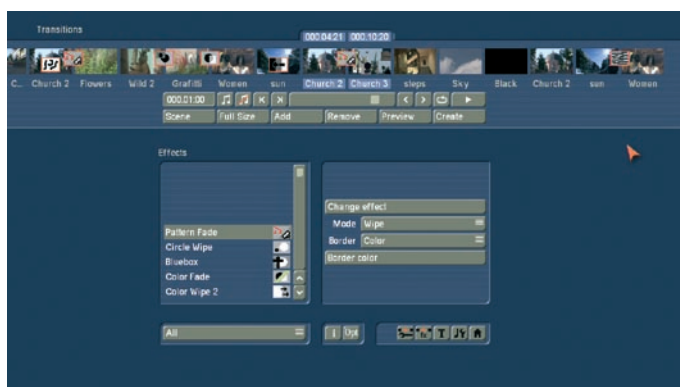 Transitions
000:04:21 000:10:20
C... Church 2 Flowers Wild 2 Grafitti Women sun Church 2 Church 3 steps Sky Black Church 2 sun Women
000:01:00
Scene Full Size Add Remove Preview Create
Effects
Change effect
Pattern Fade
Mode Wipe
Circle Wipe
Border Color
Bluebox
Border color
Color Fade
Color Wipe 2
All
I Opt
T